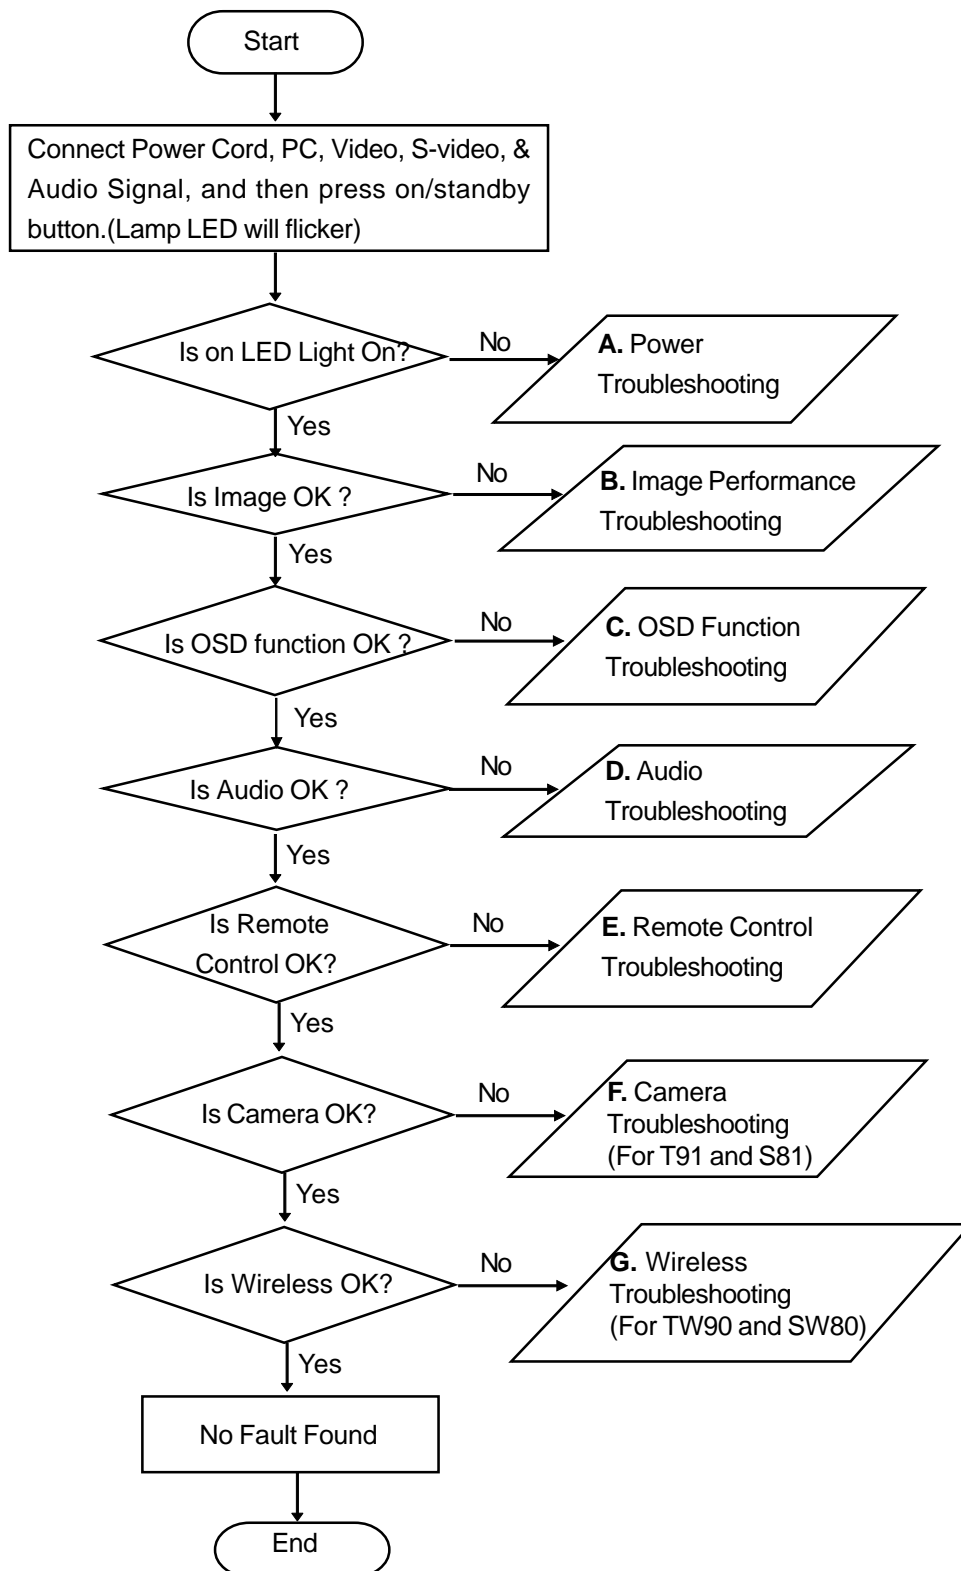 Start
Connect Power Cord, PC, Video, S-video, &
Audio Signal, and then press on/standby
button.(Lamp LED will flicker)
Is on LED Light On?
No
A. Power
Troubleshooting
Yes
Is Image OK ?
No
B. Image Performance
Troubleshooting
Yes
Is OSD function OK ?
No
C. OSD Function
Troubleshooting
Yes
Is Audio OK ?
No
D. Audio
Troubleshooting
Yes
Is Remote
Control OK?
No
E. Remote Control
Troubleshooting
Yes
Is Camera OK?
No
F. Camera
Troubleshooting
(For T91 and S81)
Yes
Is Wireless OK?
No
G. Wireless
Troubleshooting
(For TW90 and SW80)
Yes
No Fault Found
End